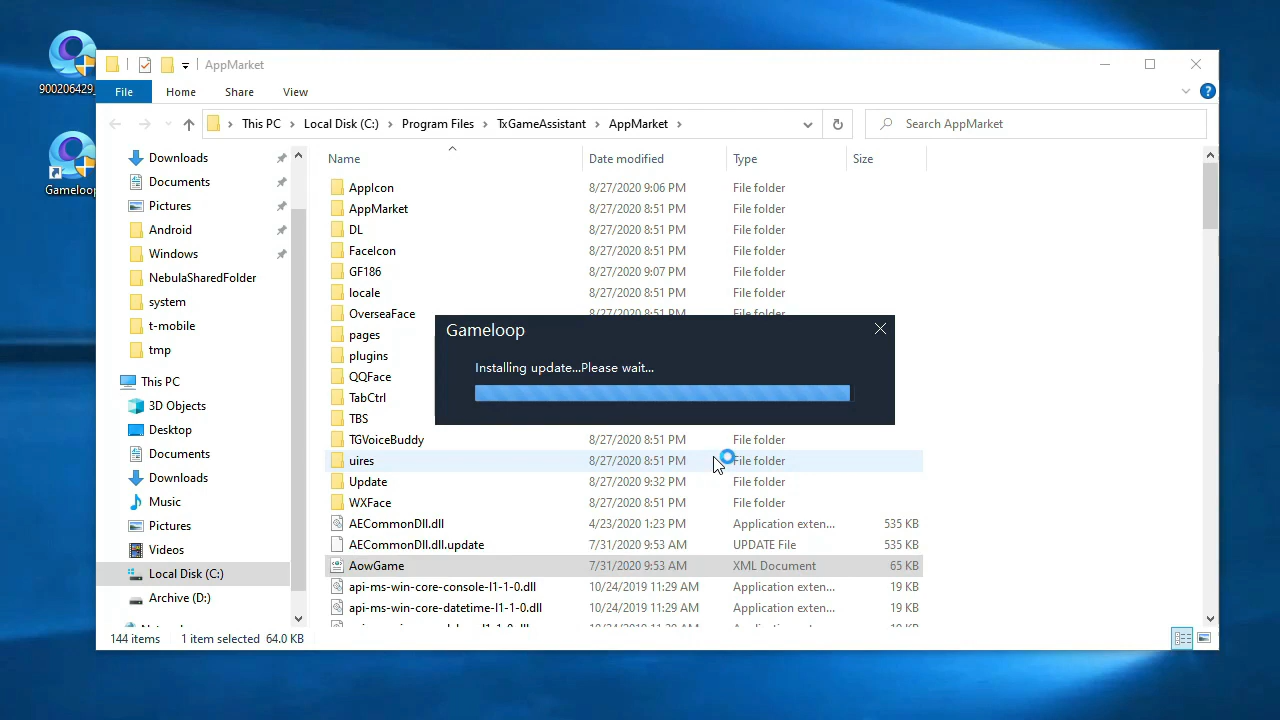 900206429_
Gameloop
AppMarket
File Home Share View
This PC Local Disk (C:) Program Files TxGameAssistant AppMarket
Search AppMarket
Downloads
Documents
Pictures
Android
Windows
NebulaSharedFolder
system
t-mobile
tmp
This PC
3D Objects
Desktop
Documents
Downloads
Music
Pictures
Videos
Local Disk (C:)
Archive (D:)
Name Date modified Type Size
AppIcon 8/27/2020 9:06 PM File folder
AppMarket 8/27/2020 8:51 PM File folder
DL 8/27/2020 8:51 PM File folder
FaceIcon 8/27/2020 8:51 PM File folder
GF186 8/27/2020 9:07 PM File folder
locale 8/27/2020 8:51 PM File folder
OverseaFace 8/27/2020 8:51 PM File folder
pages
plugins
QQFace
TabCtrl
TBS
TGVoiceBuddy 8/27/2020 8:51 PM File folder
uires 8/27/2020 8:51 PM File folder
Update 8/27/2020 9:32 PM File folder
WXFace 8/27/2020 8:51 PM File folder
AECommonDll.dll 4/23/2020 1:23 PM Application exten... 535 KB
AECommonDll.dll.update 7/31/2020 9:53 AM UPDATE File 535 KB
AowGame 7/31/2020 9:53 AM XML Document 65 KB
api-ms-win-core-console-l1-1-0.dll 10/24/2019 11:29 AM Application exten... 19 KB
api-ms-win-core-datetime-l1-1-0.dll 10/24/2019 11:29 AM Application exten... 19 KB
Gameloop
Installing update...Please wait...
144 items 1 item selected 64.0 KB